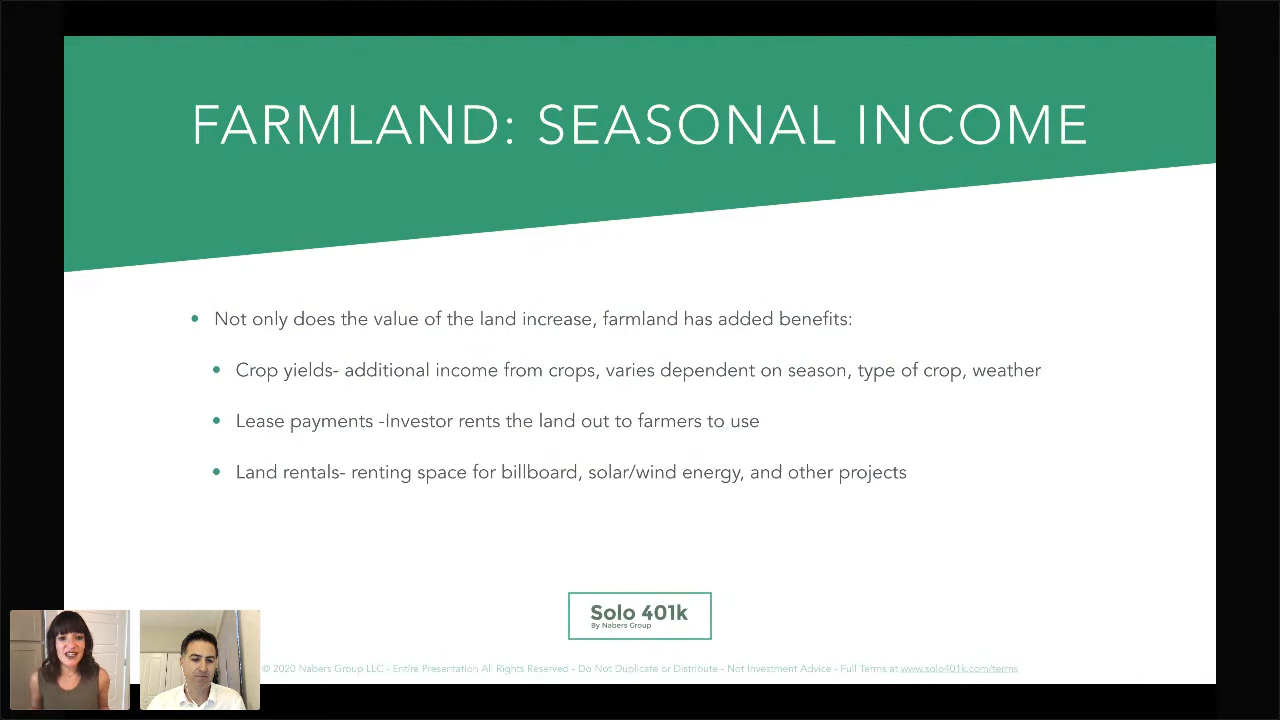 FARMLAND: SEASONAL INCOME
Not only does the value of the land increase, farmland has added benefits:
Crop yields- additional income from crops, varies dependent on season, type of crop, weather
Lease payments -Investor rents the land out to farmers to use
Land rentals- renting space for billboard, solar/wind energy, and other projects
Solo 401k
By Nabers Group
© 2020 Nabers Group LLC - Entire Presentation All Rights Reserved - Do Not Duplicate or Distribute - Not Investment Advice - Full Terms at www.solo401k.com/terms